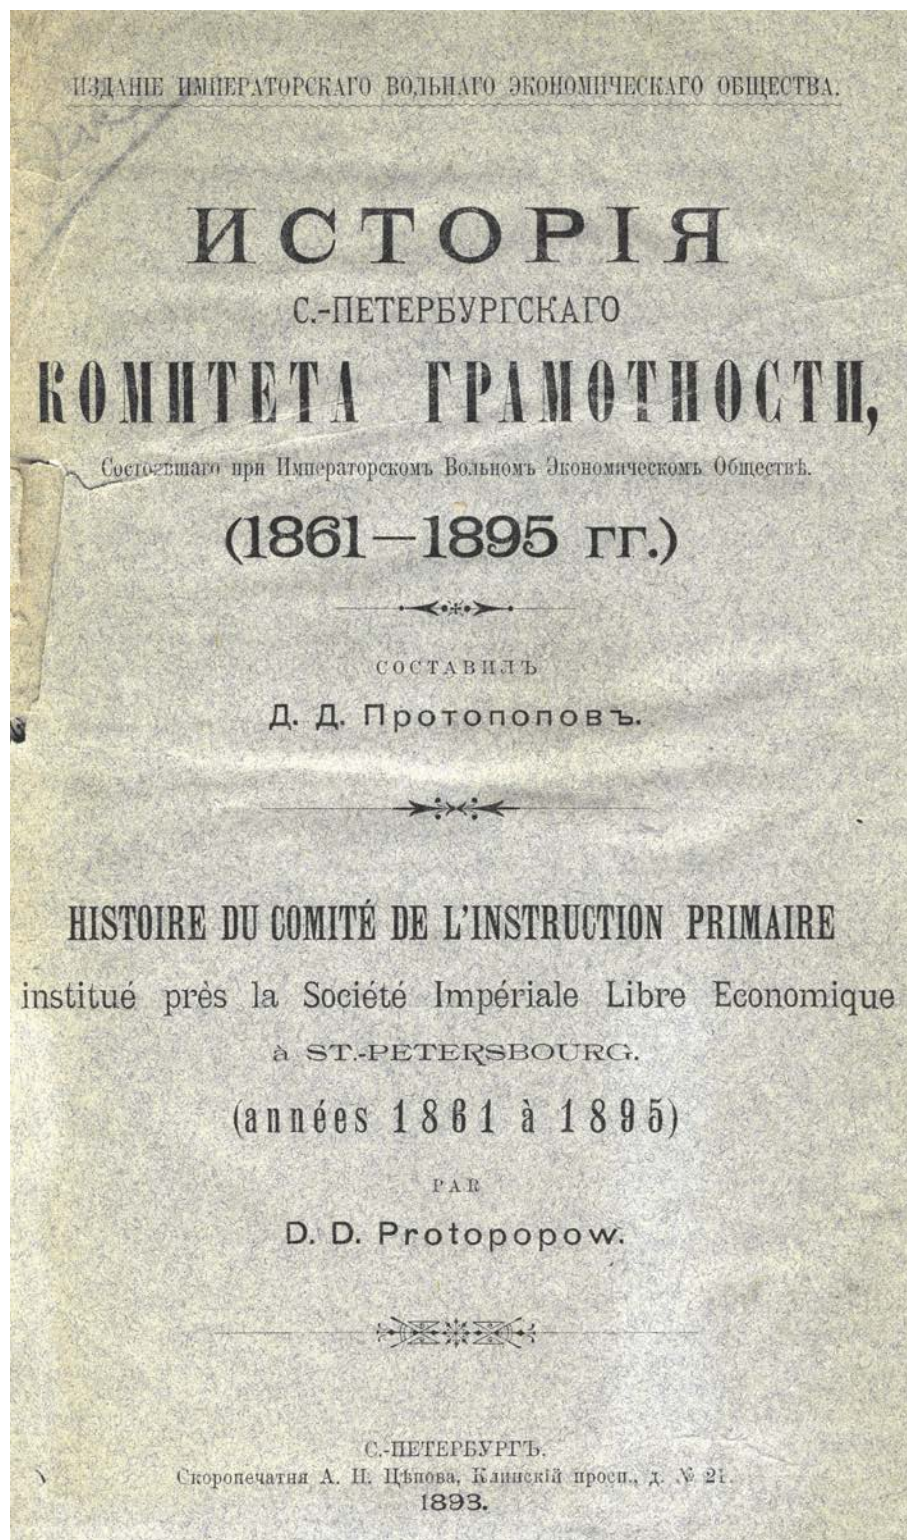 ИЗДАНІЕ ИМПЕРАТОРСКАГО ВОЛЬНАГО ЭКОНОМИЧЕСКАГО ОБЩЕСТВА.
ИСТОРІЯ
С.-ПЕТЕРБУРГСКАГО
КОМИТЕТА ГРАМОТНОСТИ,
Состоявшаго при Императорскомъ Вольномъ Экономическомъ Обществѣ.
(1861—1895 гг.)
СОСТАВИЛЪ
Д. Д. Протопоповъ.
HISTOIRE DU COMITÉ DE L'INSTRUCTION PRIMAIRE
institué près la Société Impériale Libre Economique
à ST.-PETERSBOURG.
(années 1861 à 1895)
PAR
D. D. Protopopow.
С.-ПЕТЕРБУРГЪ.
Скоропечатня А. Н. Цѣпова, Клинскій просп., д. № 21.
1893.